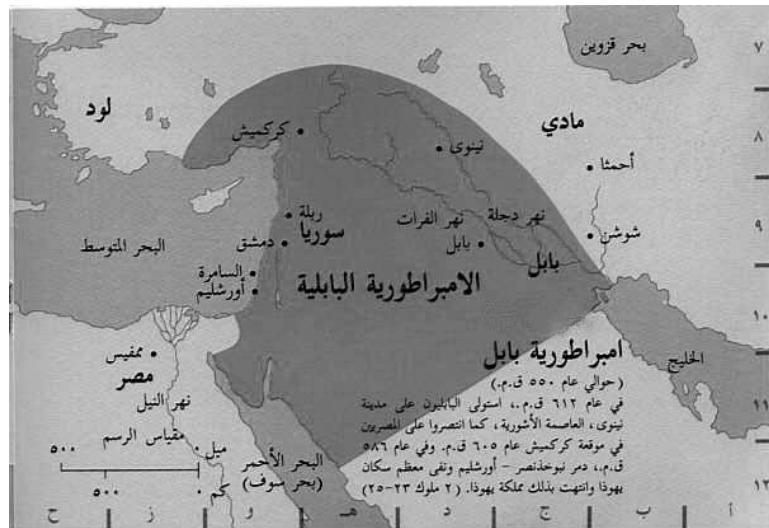 بحر قزوين
٧
لود
مادي
كركميش
نينوى
أحمثا
٨
ربلة
سوريا
دمشق
نهر الفرات
نهر دجلة
بابل
بابل
شوشن
٩
البحر المتوسط
السامرة
أورشليم
الامبراطورية البابلية
١٠
ممفيس
مصر
نهر النيل
الخليج
امبراطورية بابل
(حوالي عام ٥٥٠ ق.م.)
في عام ٦١٢ ق.م.، استولى البابليون على مدينة
نينوى، العاصمة الأشورية، كما انتصروا على المصريين
في موقعة كركميش عام ٦٠٥ ق.م. وفي عام ٥٨٦
ق.م.، دمر نبوخذنصر - أورشليم ونفى معظم سكان
يهوذا وانتهت بذلك مملكة يهوذا. (٢ ملوك ٢٣-٢٥)
١١
مقياس الرسم
ميل ٠ ٥٠٠
كم ٠ ٥٠٠
البحر الأحمر
(بحر سوف)
١٢
أ ب ج د هـ و ز ح